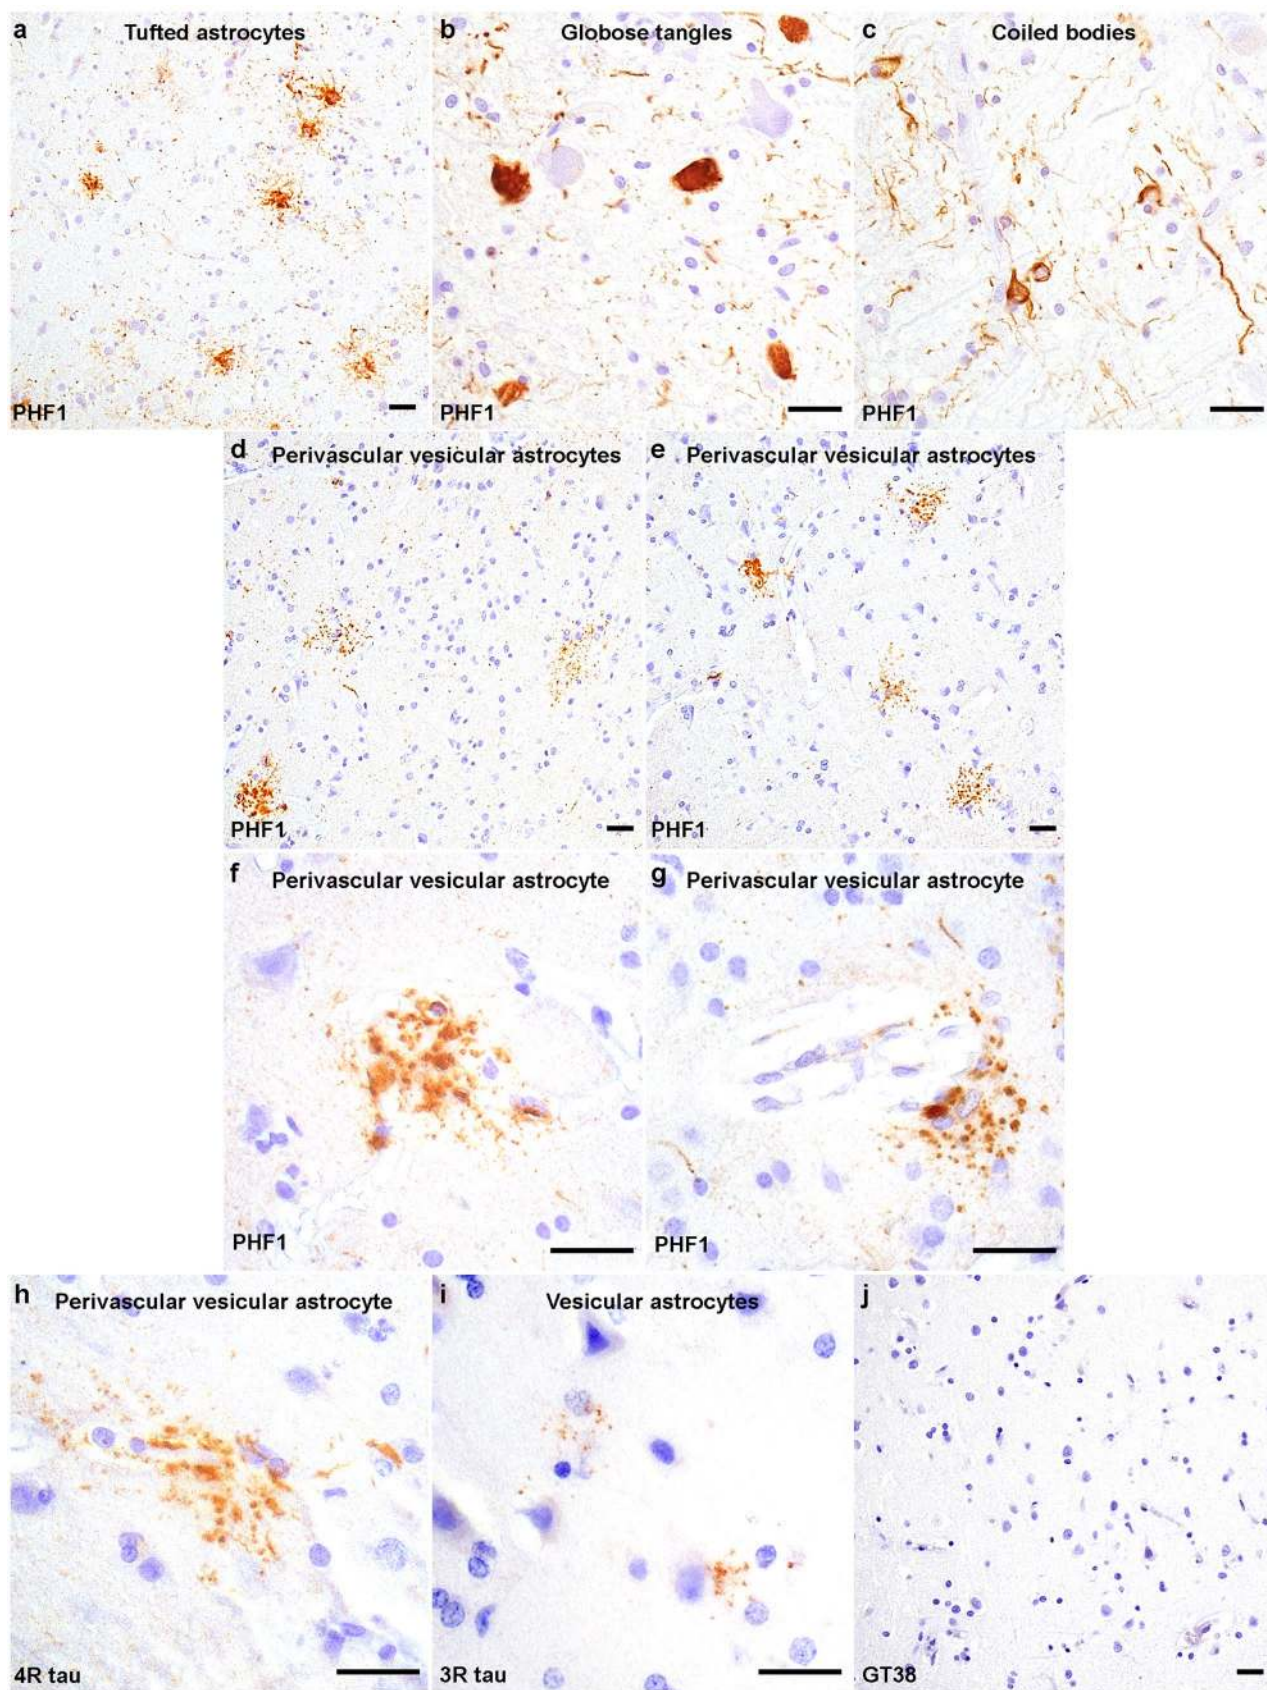 a Tufted astrocytes
PHF1
b Globose tangles
PHF1
c Coiled bodies
PHF1
d Perivascular vesicular astrocytes
PHF1
e Perivascular vesicular astrocytes
PHF1
f Perivascular vesicular astrocyte
PHF1
g Perivascular vesicular astrocyte
PHF1
h Perivascular vesicular astrocyte
4R tau
i Vesicular astrocytes
3R tau
j
GT38